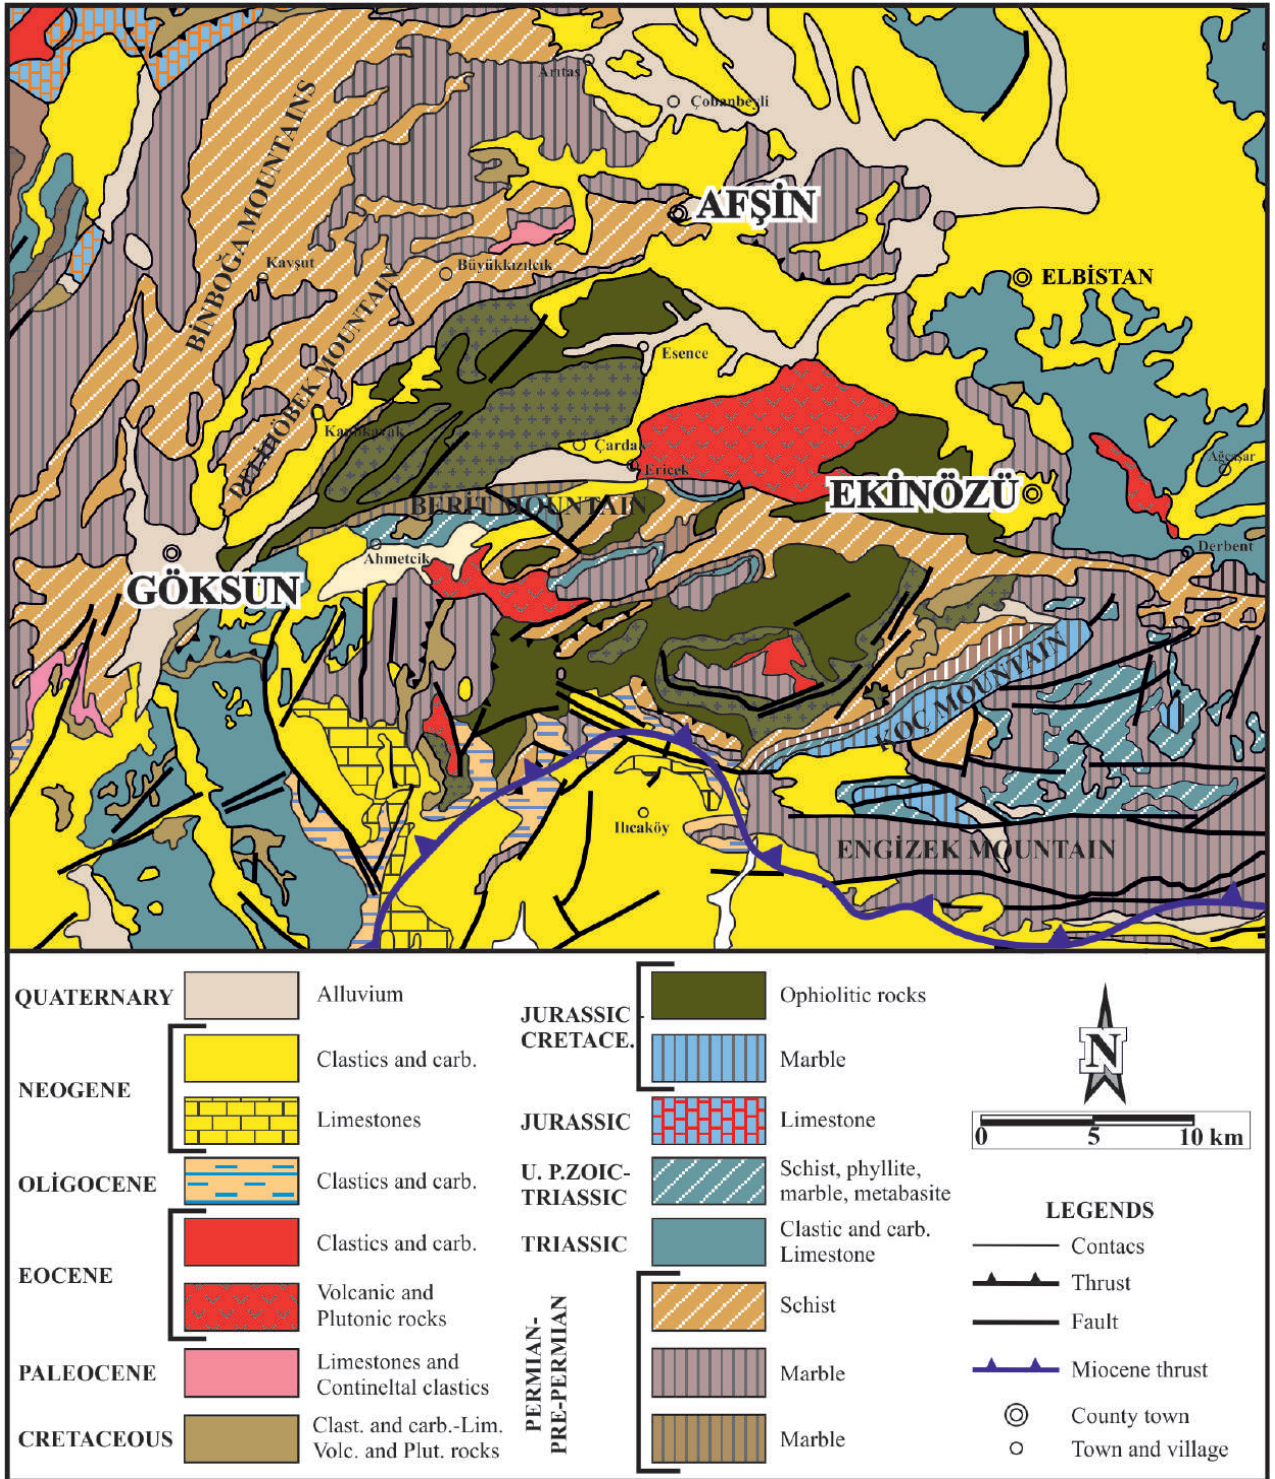 Arıtaş
Çobanbeyli
BİNBOĞA MOUNTAINS
AFŞİN
Kavşut
Büyükkızılcık
ELBİSTAN
Esence
DELİHÖBEK MOUNTAIN
Kanlıkavak
Çardak
Ericek
Ağcaşar
EKİNÖZÜ
BERİT MOUNTAIN
Ahmetcik
Derbent
GÖKSUN
KOÇ MOUNTAIN
Ilıcaköy
ENGİZEK MOUNTAIN
QUATERNARY
Alluvium
NEOGENE
Clastics and carb.
Limestones
OLİGOCENE
Clastics and carb.
EOCENE
Clastics and carb.
Volcanic and
Plutonic rocks
PALEOCENE
Limestones and
Contineltal clastics
CRETACEOUS
Clast. and carb.-Lim.
Volc. and Plut. rocks
JURASSIC
CRETACE.
Ophiolitic rocks
Marble
JURASSIC
Limestone
U. P.ZOIC-
TRIASSIC
Schist, phyllite,
marble, metabasite
TRIASSIC
Clastic and carb.
Limestone
PERMIAN-
PRE-PERMIAN
Schist
Marble
Marble
N
0 5 10 km
LEGENDS
Contacs
Thrust
Fault
Miocene thrust
County town
Town and village